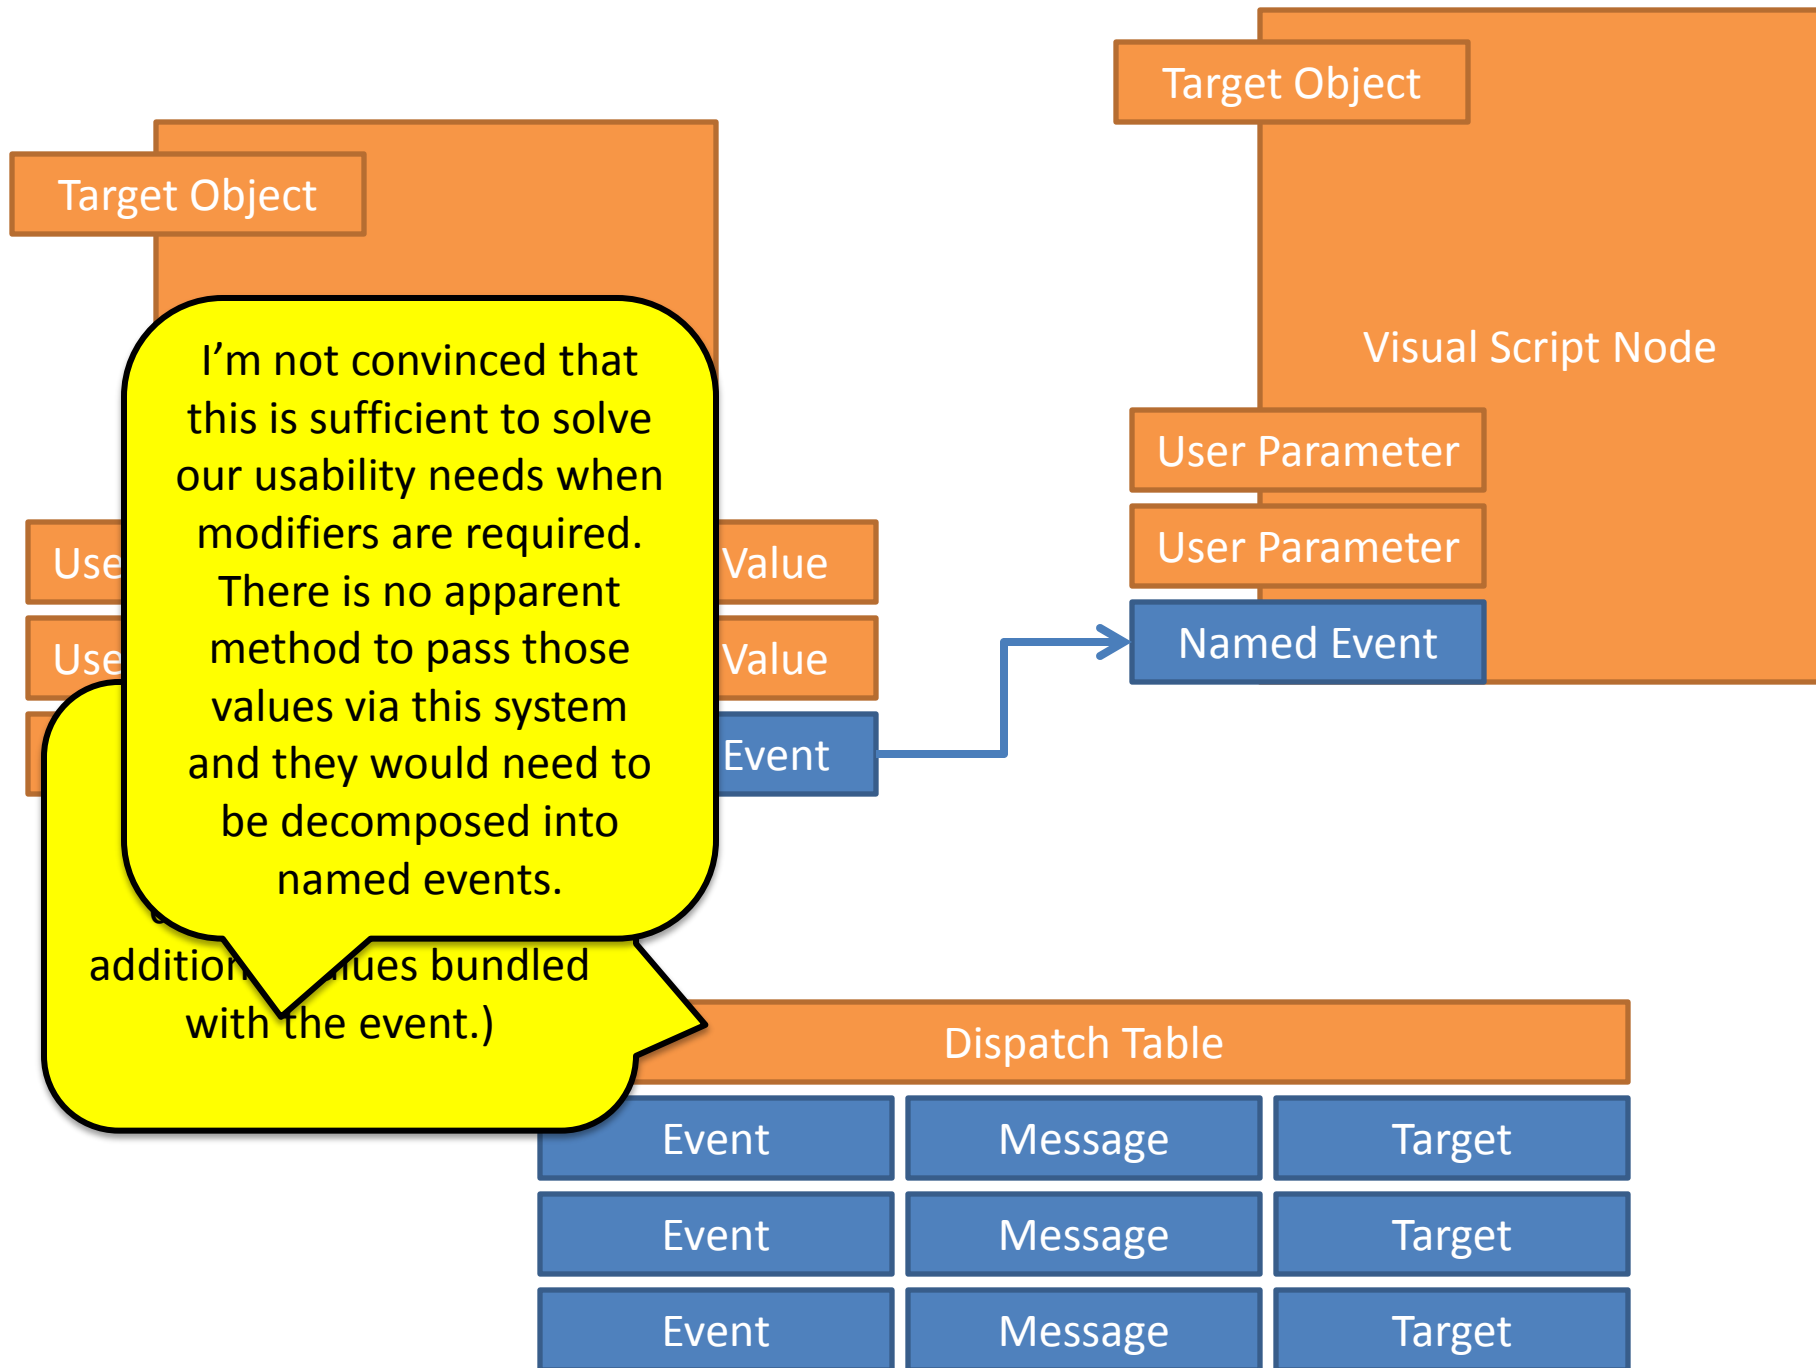 Target Object
Target Object
Visual Script Node
I'm not convinced that
this is sufficient to solve
our usability needs when
modifiers are required.
There is no apparent
method to pass those
values via this system
and they would need to
be decomposed into
named events.
User Parameter
User Parameter
Named Event
Value
Value
Event
bundled
with the event.)
Dispatch Table
Event Message Target
Event Message Target
Event Message Target